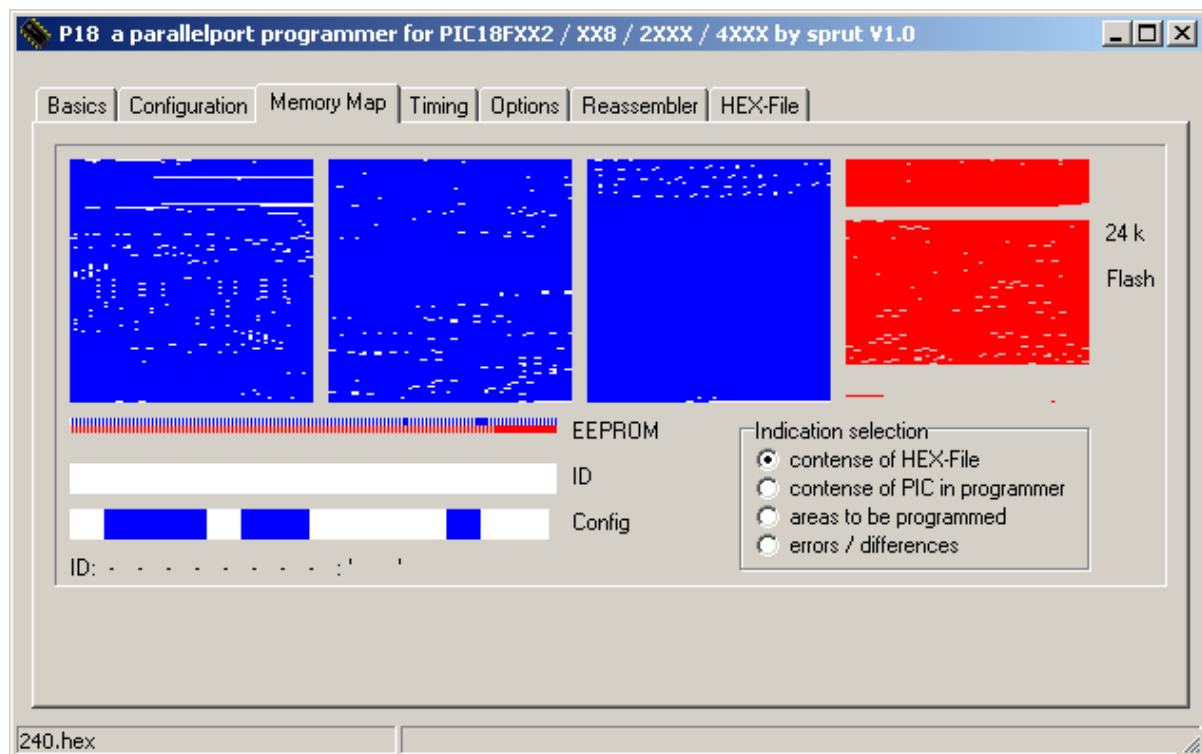 P18 a parallelport programmer for PIC18FXX2 / XX8 / 2XXX / 4XXX by sprut V1.0
Basics Configuration Memory Map Timing Options Reassembler HEX-File
24 k
Flash
EEPROM
ID
Config
ID: - - - - - - - - - : ' '
Indication selection
contense of HEX-File
contense of PIC in programmer
areas to be programmed
errors / differences
240.hex